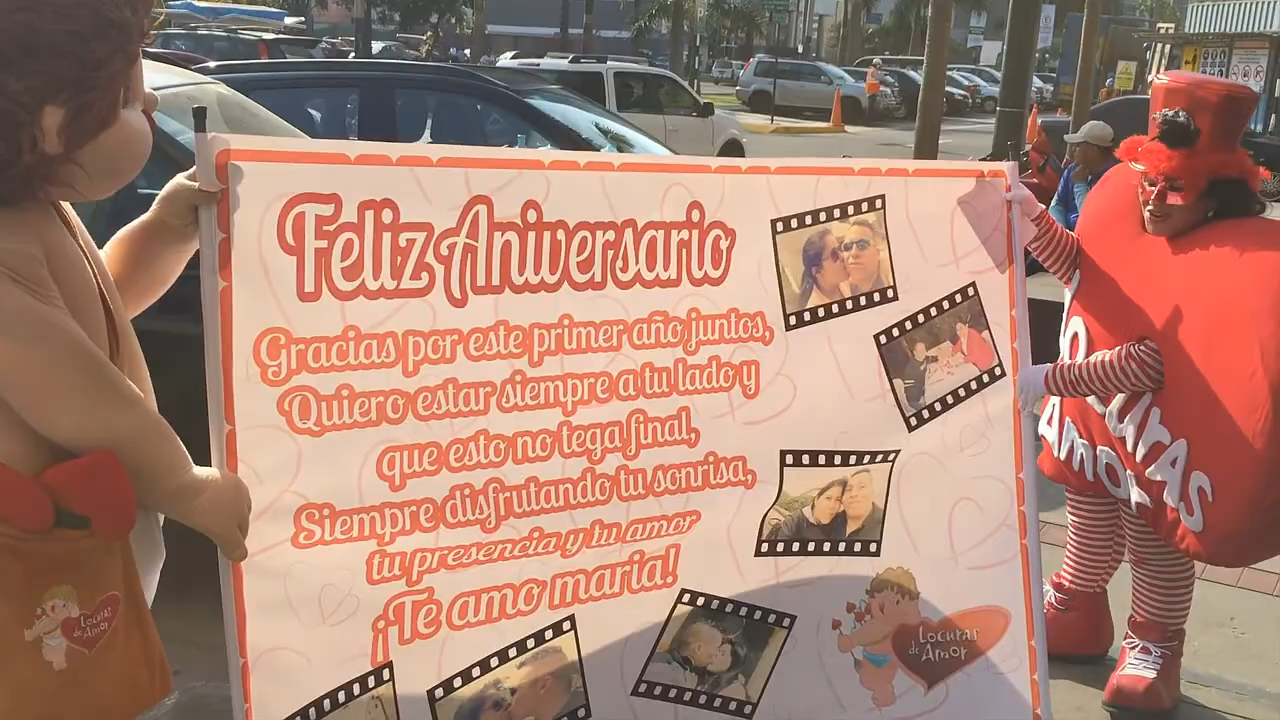 Feliz Aniversario
Gracias por este primer año juntos,
Quiero estar siempre a tu lado y
que esto no tega final,
Siempre disfrutando tu sonrisa,
tu presencia y tu amor
¡Te amo maria!
Locuras
de Amor
Locuras
de Amor
Locuras
Amor